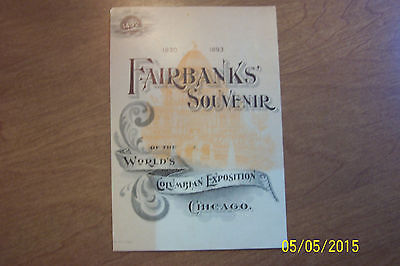 1830 1893
FAIRBANKS'
SOUVENIR
OF THE
WORLD'S
COLUMBIAN EXPOSITION
CHICAGO.
05/05/2015